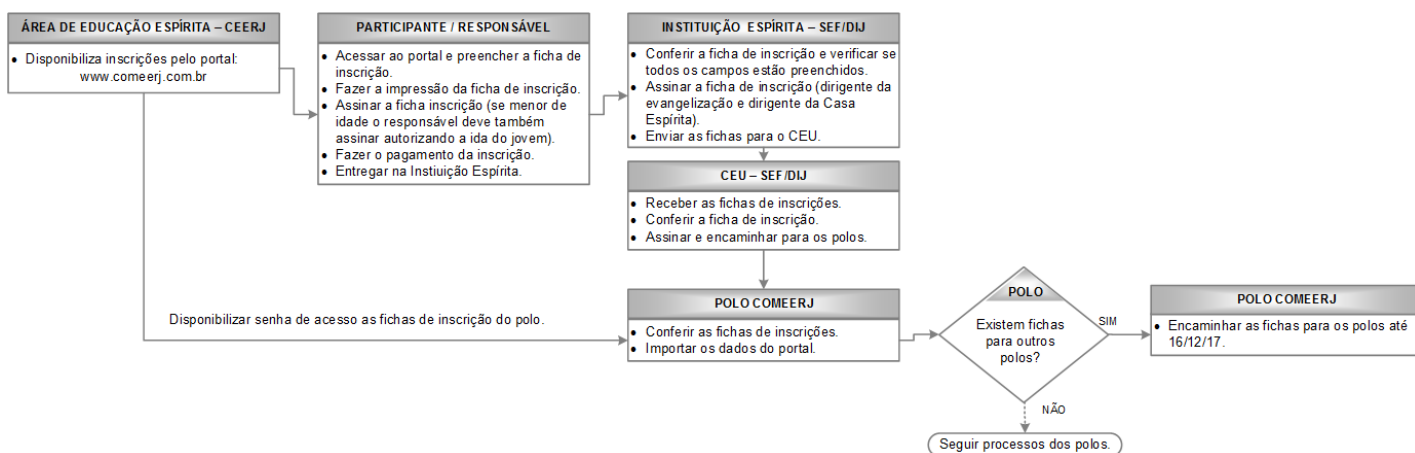 ÁREA DE EDUCAÇÃO ESPÍRITA – CEERJ
• Disponibiliza inscrições pelo portal:
www.comeerj.com.br
PARTICIPANTE / RESPONSÁVEL
• Acessar ao portal e preencher a ficha de
inscrição.
• Fazer a impressão da ficha de inscrição.
• Assinar a ficha inscrição (se menor de
idade o responsável deve também
assinar autorizando a ida do jovem).
• Fazer o pagamento da inscrição.
• Entregar na Instiuição Espírita.
INSTITUIÇÃO ESPÍRITA – SEF/DIJ
• Conferir a ficha de inscrição e verificar se
todos os campos estão preenchidos.
• Assinar a ficha de inscrição (dirigente da
evangelização e dirigente da Casa
Espírita).
• Enviar as fichas para o CEU.
CEU – SEF/DIJ
• Receber as fichas de inscrições.
• Conferir a ficha de inscrição.
• Assinar e encaminhar para os polos.
Disponibilizar senha de acesso as fichas de inscrição do polo.
POLO COMEERJ
• Conferir as fichas de inscrições.
• Importar os dados do portal.
POLO
Existem fichas
para outros
polos?
SIM
NÃO
POLO COMEERJ
• Encaminhar as fichas para os polos até
16/12/17.
Seguir processos dos polos.